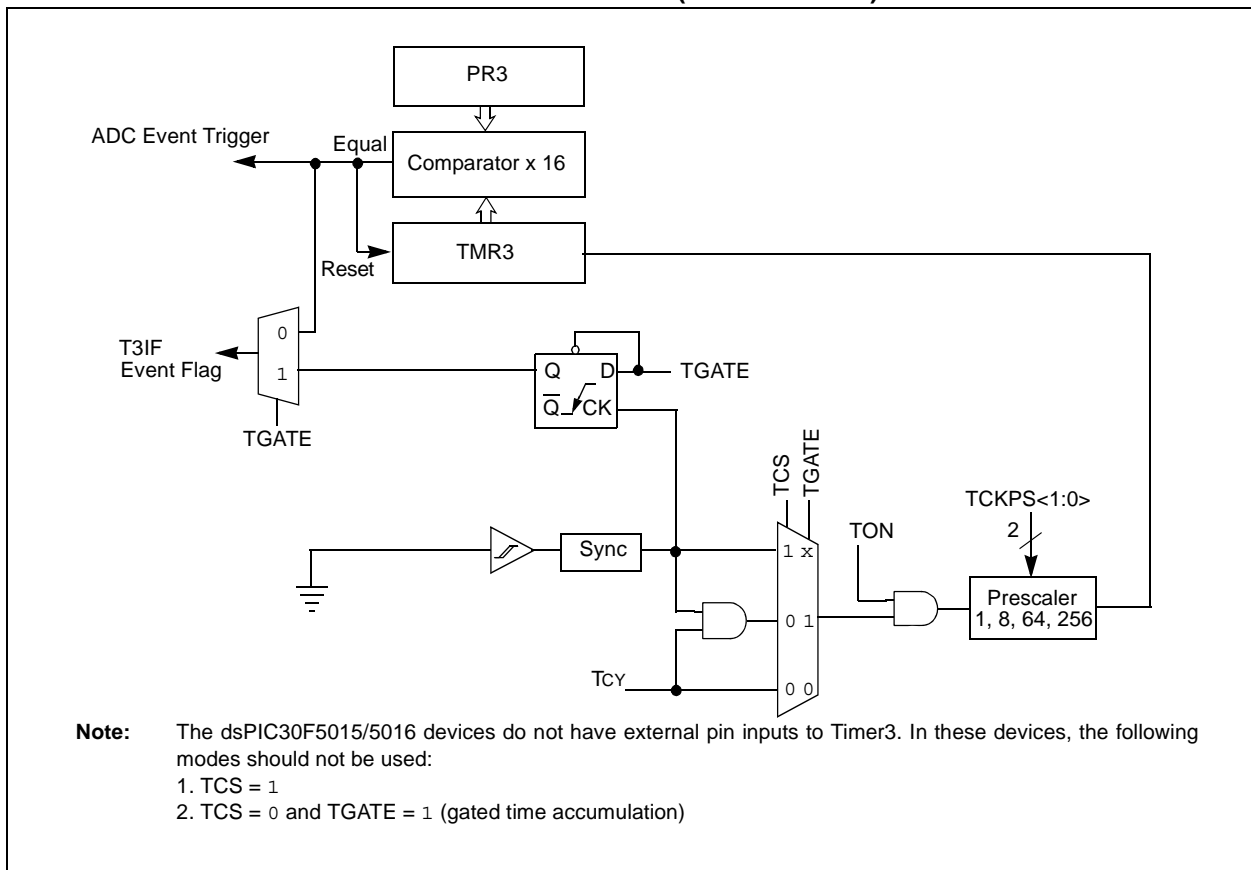 PR3
ADC Event Trigger
Equal
Comparator x 16
TMR3
Reset
0
1
T3IF
Event Flag
TGATE
Q
D
Q
CK
TGATE
TCS
TGATE
TCKPS<1:0>
2
TON
Sync
1 x
0 1
0 0
Prescaler
1, 8, 64, 256
TCY
Note: The dsPIC30F5015/5016 devices do not have external pin inputs to Timer3. In these devices, the following
modes should not be used:
1. TCS = 1
2. TCS = 0 and TGATE = 1 (gated time accumulation)